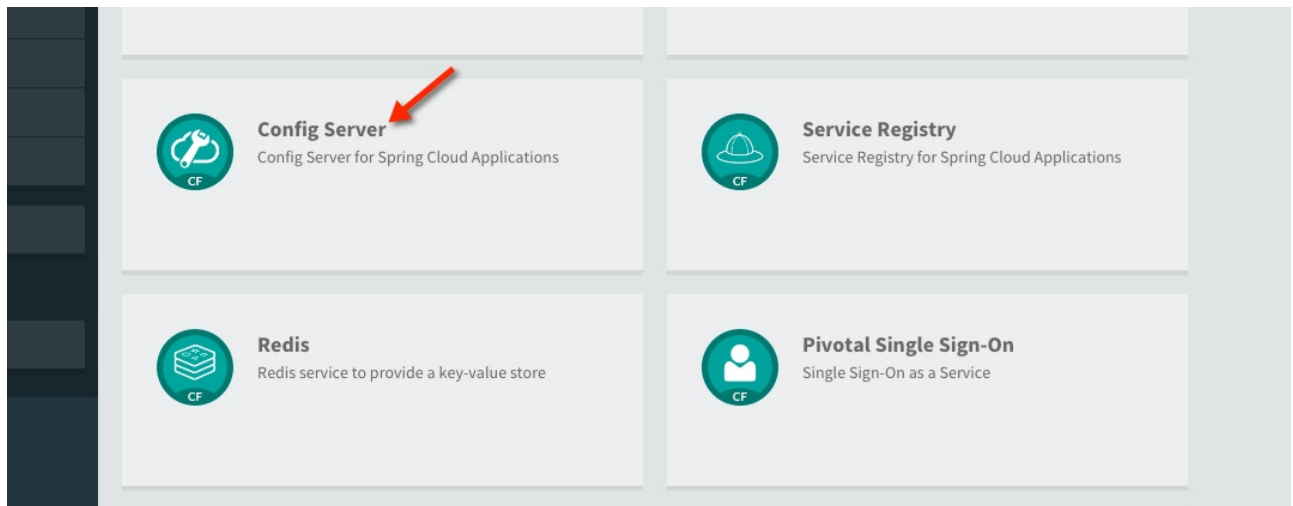 Config Server
Config Server for Spring Cloud Applications
CF
Service Registry
Service Registry for Spring Cloud Applications
CF
Redis
Redis service to provide a key-value store
CF
Pivotal Single Sign-On
Single Sign-On as a Service
CF